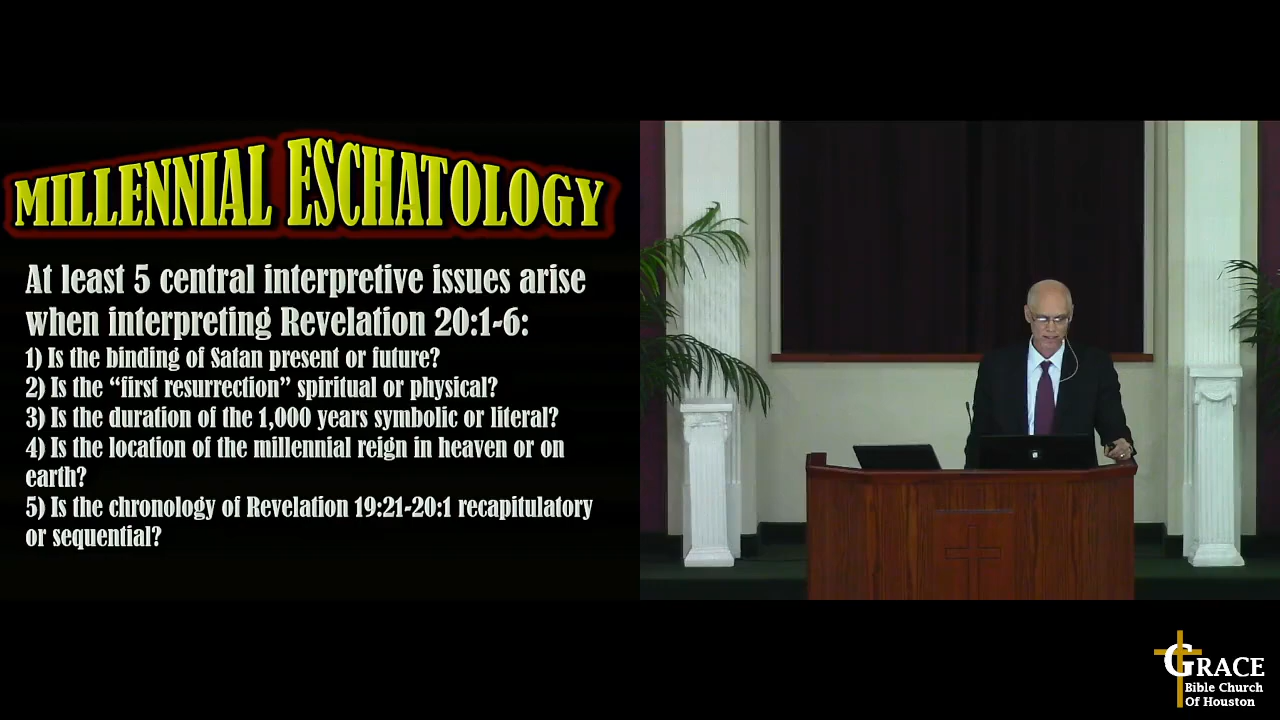 MILLENNIAL ESCHATOLOGY
At least 5 central interpretive issues arise
when interpreting Revelation 20:1-6:
1) Is the binding of Satan present or future?
2) Is the “first resurrection” spiritual or physical?
3) Is the duration of the 1,000 years symbolic or literal?
4) Is the location of the millennial reign in heaven or on
earth?
5) Is the chronology of Revelation 19:21-20:1 recapitulatory
or sequential?
GRACE
Bible Church
Of Houston